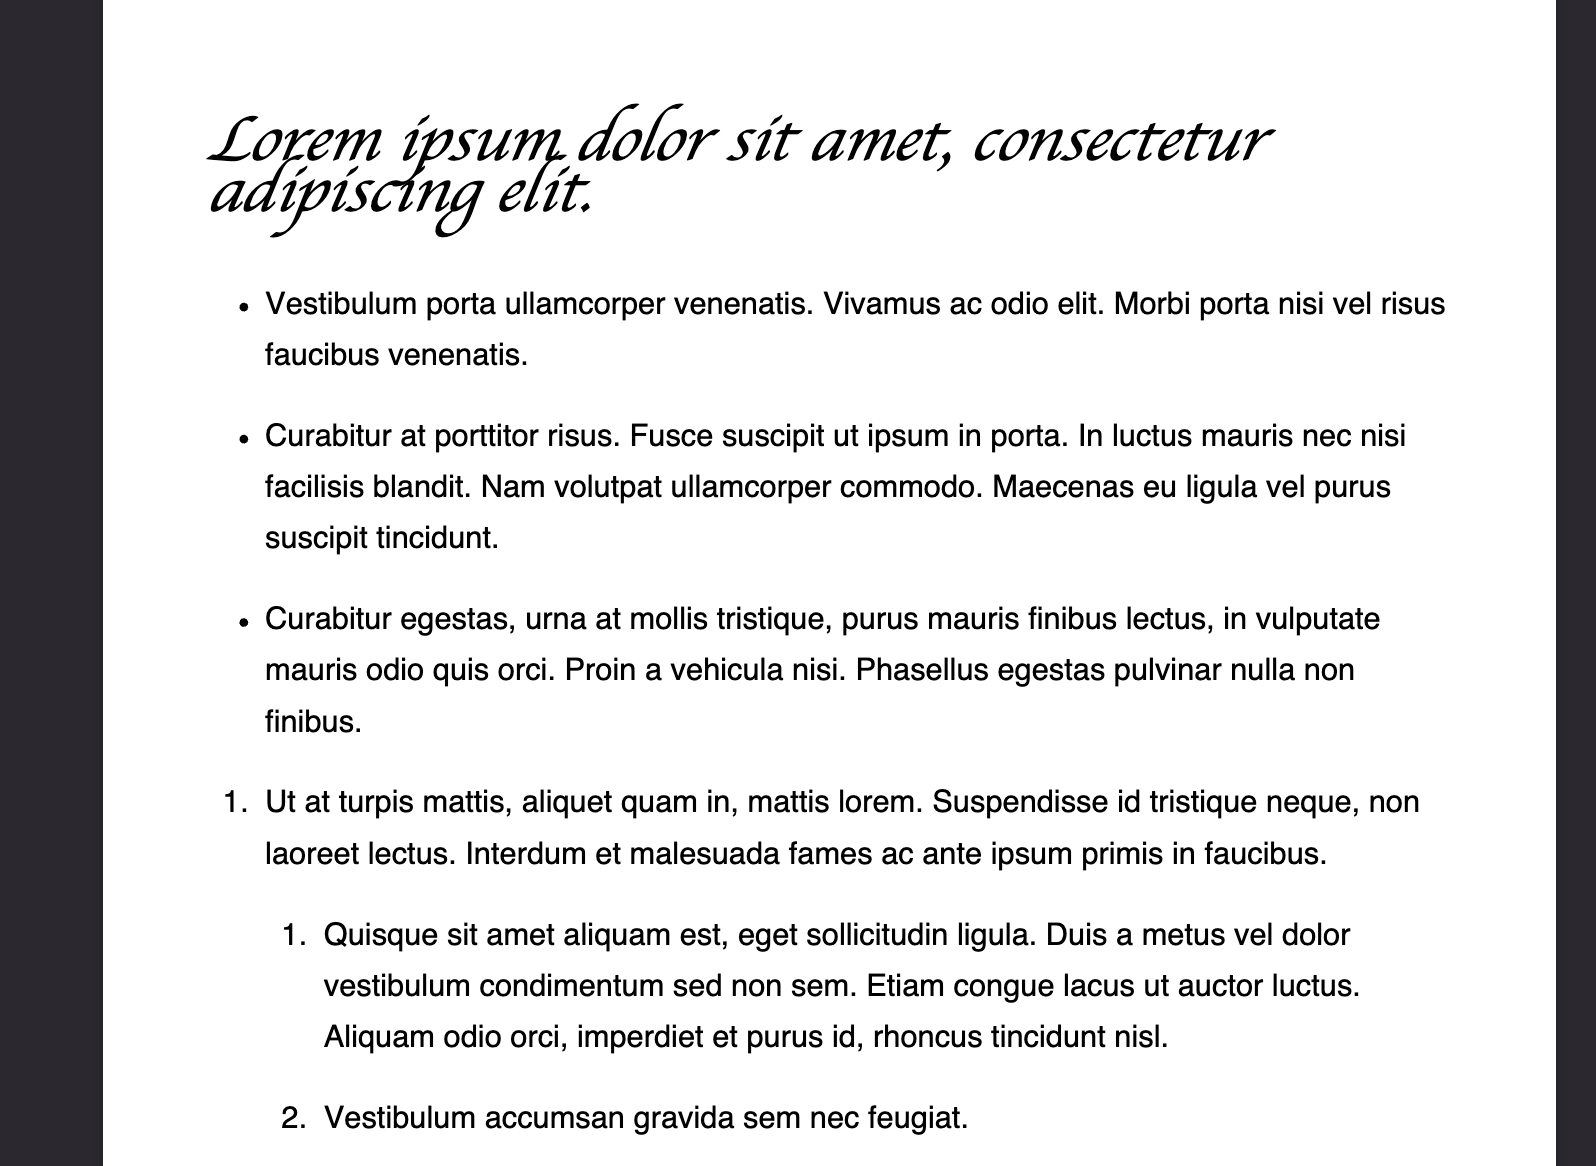 Lorem ipsum dolor sit amet, consectetur
adipiscing elit.
• Vestibulum porta ullamcorper venenatis. Vivamus ac odio elit. Morbi porta nisi vel risus
faucibus venenatis.
• Curabitur at porttitor risus. Fusce suscipit ut ipsum in porta. In luctus mauris nec nisi
facilisis blandit. Nam volutpat ullamcorper commodo. Maecenas eu ligula vel purus
suscipit tincidunt.
• Curabitur egestas, urna at mollis tristique, purus mauris finibus lectus, in vulputate
mauris odio quis orci. Proin a vehicula nisi. Phasellus egestas pulvinar nulla non
finibus.
1. Ut at turpis mattis, aliquet quam in, mattis lorem. Suspendisse id tristique neque, non
laoreet lectus. Interdum et malesuada fames ac ante ipsum primis in faucibus.
1. Quisque sit amet aliquam est, eget sollicitudin ligula. Duis a metus vel dolor
vestibulum condimentum sed non sem. Etiam congue lacus ut auctor luctus.
Aliquam odio orci, imperdiet et purus id, rhoncus tincidunt nisl.
2. Vestibulum accumsan gravida sem nec feugiat.